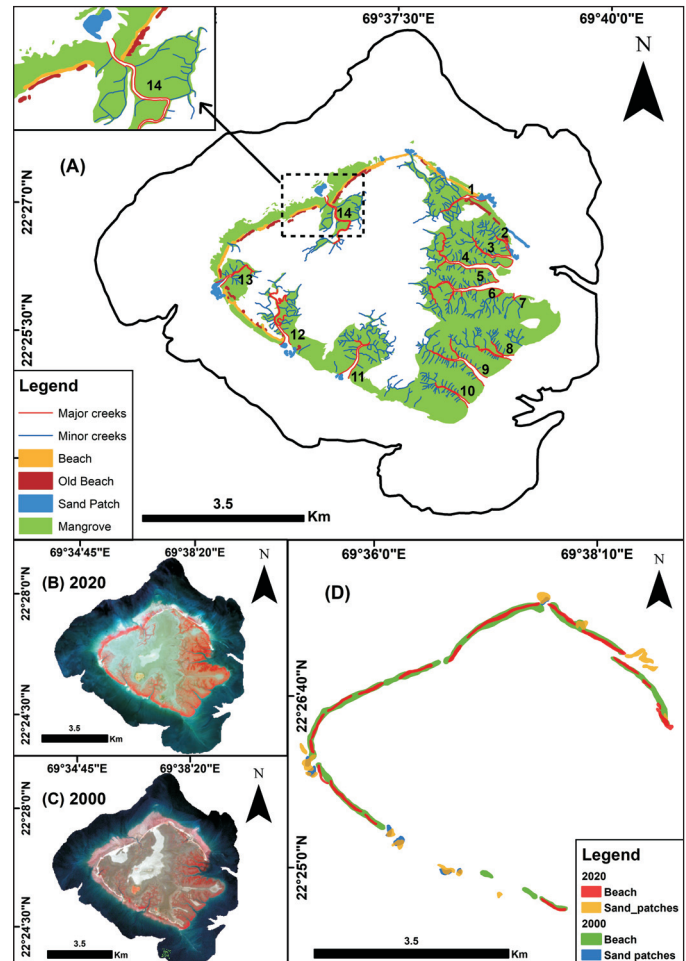 69°37'30"E
69°40'0"E
14
N
(A)
22°27'0"N
22°25'30"N
1
2
3
4
5
6
7
8
9
10
11
12
13
14
Legend
Major creeks
Minor creeks
Beach
Old Beach
Sand Patch
Mangrove
3.5
Km
69°34'45"E
69°38'20"E
(B) 2020
N
22°28'0"N
22°24'30"N
3.5
Km
69°34'45"E
69°38'20"E
(C) 2000
N
22°28'0"N
22°24'30"N
3.5
Km
69°36'0"E
69°38'10"E
(D)
N
22°26'40"N
22°25'0"N
3.5
Km
Legend
2020
Beach
Sand_patches
2000
Beach
Sand patches